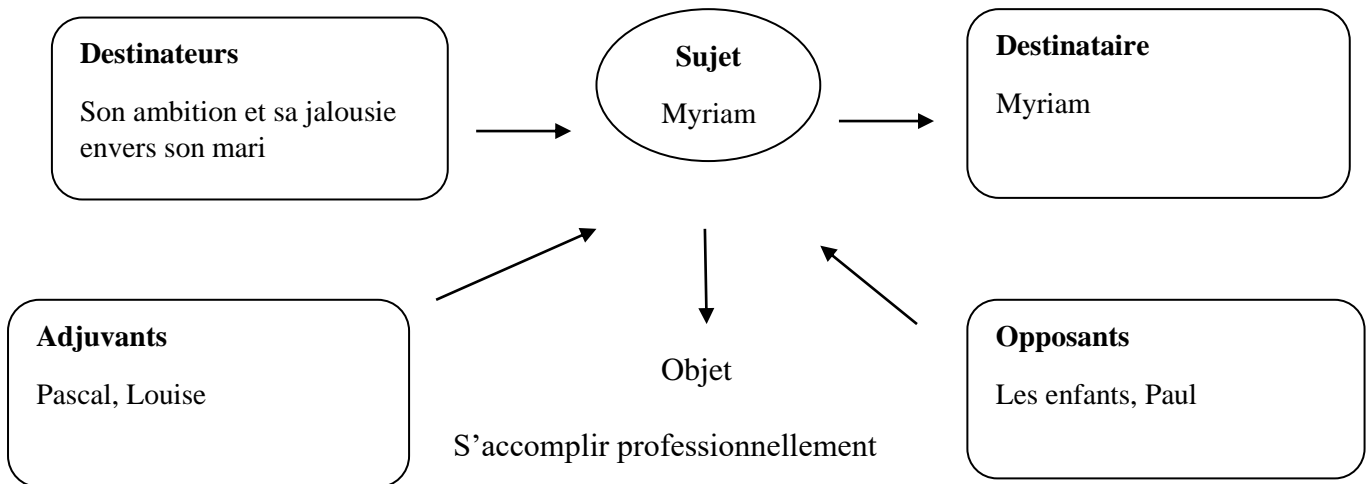 Destinateurs
Son ambition et sa jalousie
envers son mari
Sujet
Myriam
Destinataire
Myriam
Adjuvants
Pascal, Louise
Objet
S’accomplir professionnellement
Opposants
Les enfants, Paul